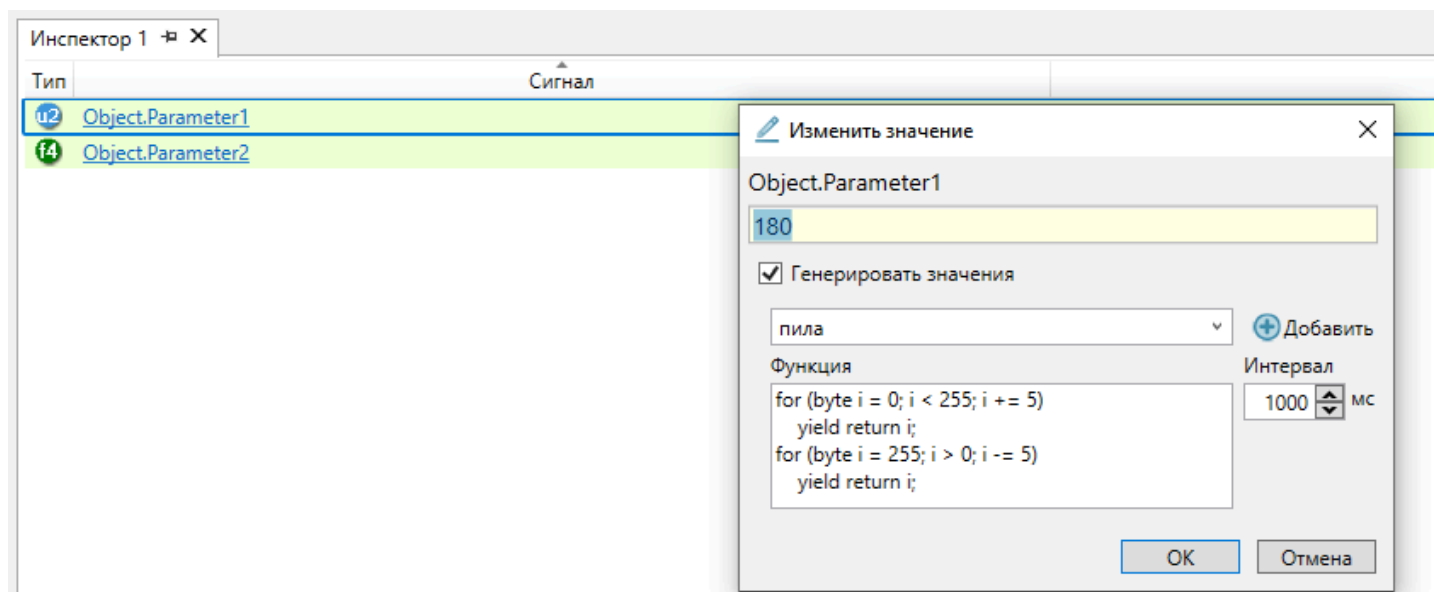 Инспектор 1
Тип Сигнал
u2 Object.Parameter1
f4 Object.Parameter2
Изменить значение
Object.Parameter1
180
Генерировать значения
пила Добавить
Функция Интервал
for (byte i = 0; i < 255; i += 5) 1000 мс
yield return i;
for (byte i = 255; i > 0; i -= 5)
yield return i;
OK Отмена